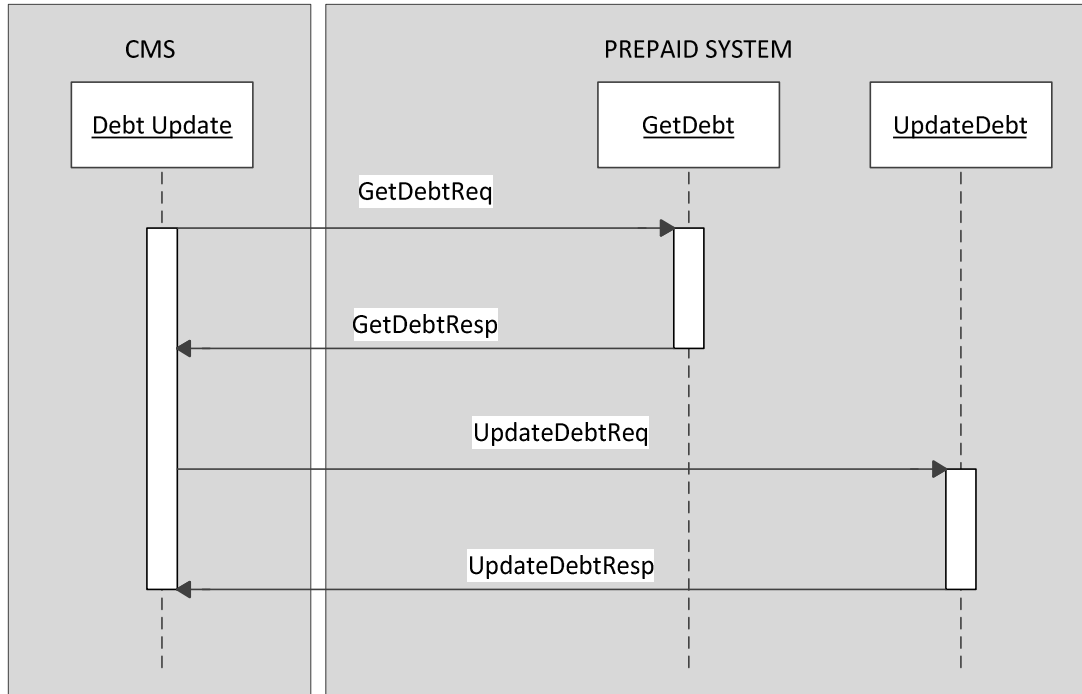 CMS
PREPAID SYSTEM
Debt Update
GetDebt
UpdateDebt
GetDebtReq
GetDebtResp
UpdateDebtReq
UpdateDebtResp